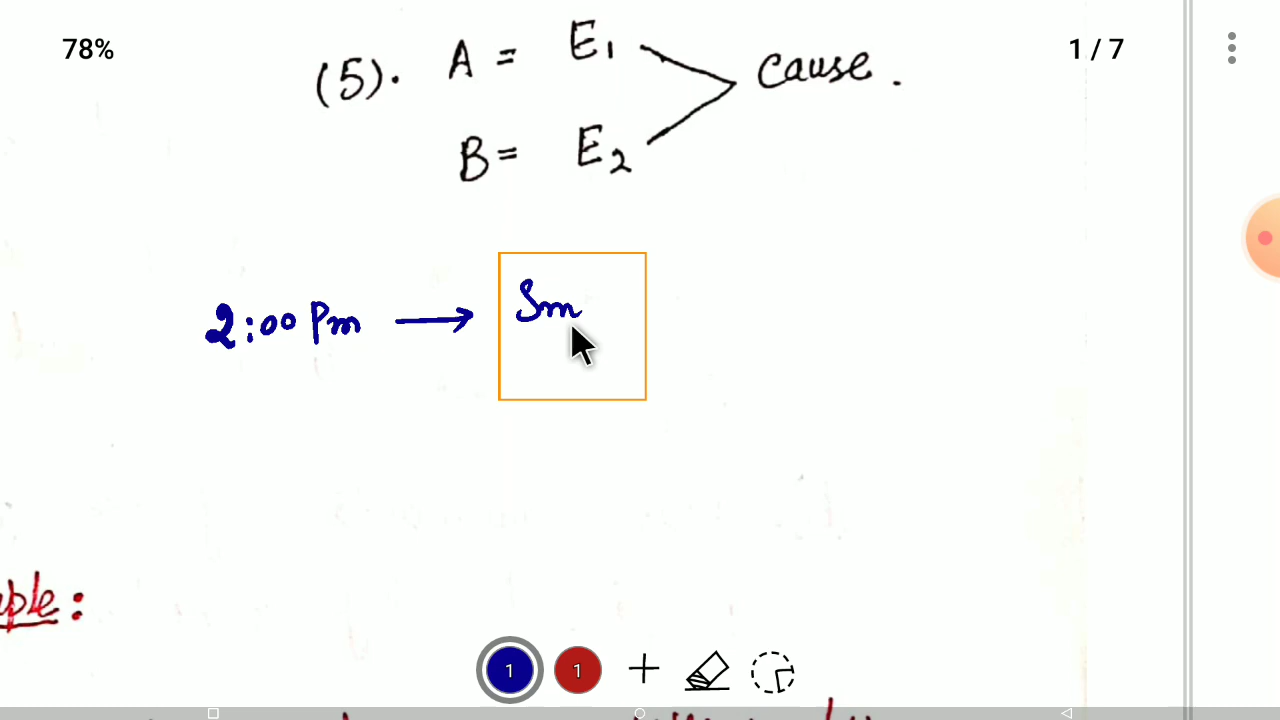 78%
1 / 7
(5). A = E1
cause.
B = E2
2:00 Pm → Sm
ple:
1 1